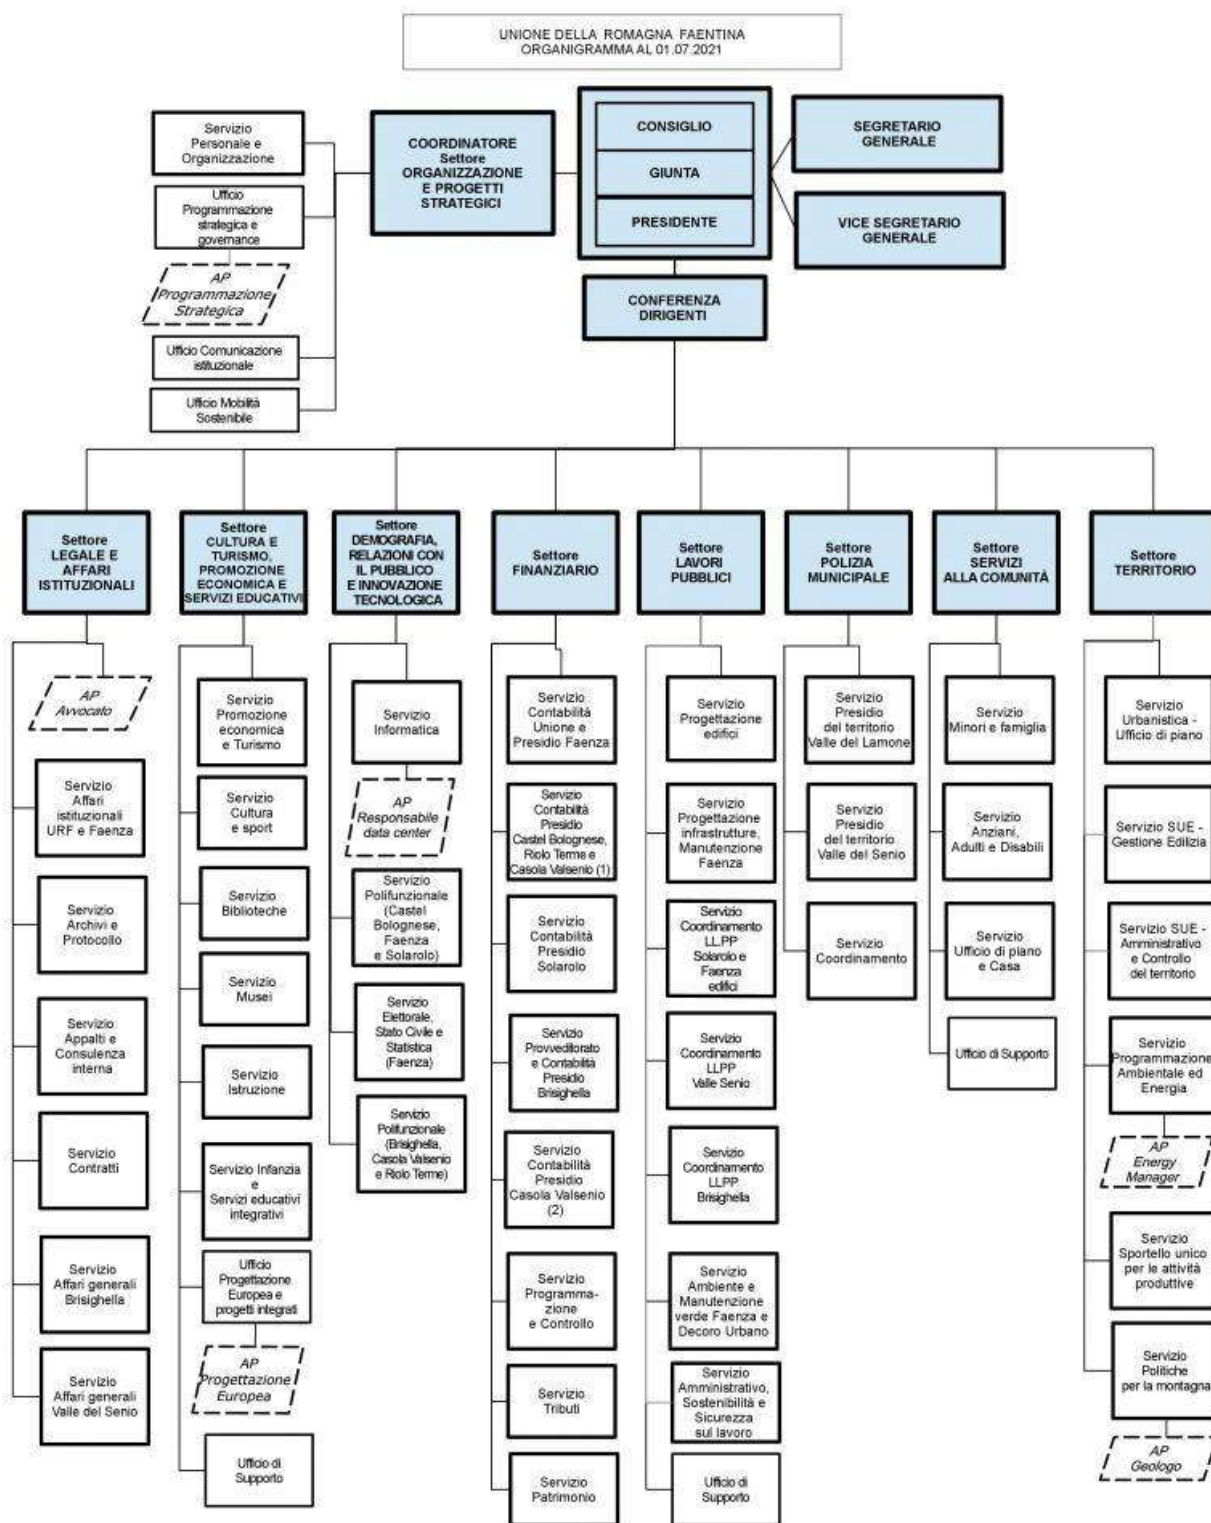 UNIONE DELLA ROMAGNA FAENTINA
ORGANIGRAMMA AL 01.07.2021
Servizio
Personale e
Organizzazione
Ufficio
Programmazione
strategica e
governance
AP
Programmazione
Strategica
Ufficio Comunicazione
istituzionale
Ufficio Mobilità
Sostenibile
COORDINATORE
Settore
ORGANIZZAZIONE
E PROGETTI
STRATEGICI
CONSIGLIO
GIUNTA
PRESIDENTE
SEGRETARIO
GENERALE
VICE SEGRETARIO
GENERALE
CONFERENZA
DIRIGENTI
Settore
LEGALE E
AFFARI
ISTITUZIONALI
AP
Avvocato
Servizio
Affari
istituzionali
URF e Faenza
Servizio
Archivi e
Protocollo
Servizio
Appalti e
Consulenza
interna
Servizio
Contratti
Servizio
Affari generali
Brisighella
Servizio
Affari generali
Valle del Senio
Settore
CULTURA E
TURISMO,
PROMOZIONE
ECONOMICA E
SERVIZI EDUCATIVI
Servizio
Promozione
economica
e Turismo
Servizio
Cultura
e sport
Servizio
Biblioteche
Servizio
Musei
Servizio
Istruzione
Servizio Infanzia
e
Servizi educativi
integrativi
Ufficio
Progettazione
Europea e
progetti integrati
AP
Progettazione
Europea
Ufficio di
Supporto
Settore
DEMOGRAFIA,
RELAZIONI CON
IL PUBBLICO
E INNOVAZIONE
TECNOLOGICA
Servizio
Informatica
AP
Responsabile
data center
Servizio
Polifunzionale
(Castel
Bolognese,
Faenza
e Solarolo)
Servizio
Elettorale,
Stato Civile e
Statistica
(Faenza)
Servizio
Polifunzionale
(Brisighella,
Casola Valsenio
e Riolo Terme)
Settore
FINANZIARIO
Servizio
Contabilità
Unione e
Presidio Faenza
Servizio
Contabilità
Presidio
Castel Bolognese,
Riolo Terme e
Casola Valsenio (1)
Servizio
Contabilità
Presidio
Solarolo
Servizio
Provveditorato
e Contabilità
Presidio
Brisighella
Servizio
Contabilità
Presidio
Casola Valsenio
(2)
Servizio
Programma-
zione
e Controllo
Servizio
Tributi
Servizio
Patrimonio
Settore
LAVORI
PUBBLICI
Servizio
Progettazione
edifici
Servizio
Progettazione
infrastrutture,
Manutenzione
Faenza
Servizio
Coordinamento
LL.PP
Solarolo e
Faenza
edifici
Servizio
Coordinamento
LLPP
Valle Senio
Servizio
Coordinamento
LLPP
Brisighella
Servizio
Ambiente e
Manutenzione
verde Faenza e
Decoro Urbano
Servizio
Amministrativo,
Sostenibilità e
Sicurezza
sul lavoro
Ufficio di
Supporto
Settore
POLIZIA
MUNICIPALE
Servizio
Presidio
del territorio
Valle del Lamone
Servizio
Presidio
del territorio
Valle del Senio
Servizio
Coordinamento
Settore
SERVIZI
ALLA COMUNITÀ
Servizio
Minori e famiglia
Servizio
Anziani,
Adulti e Disabili
Servizio
Ufficio di piano
e Casa
Ufficio di Supporto
Settore
TERRITORIO
Servizio
Urbanistica -
Ufficio di piano
Servizio SUE -
Gestione Edilizia
Servizio SUE -
Amministrativo
e Controllo
del territorio
Servizio
Programmazione
Ambientale ed
Energia
AP
Energy
Manager
Servizio
Sportello unico
per le attività
produttive
Servizio
Politiche
per la montagna
AP
Geologo